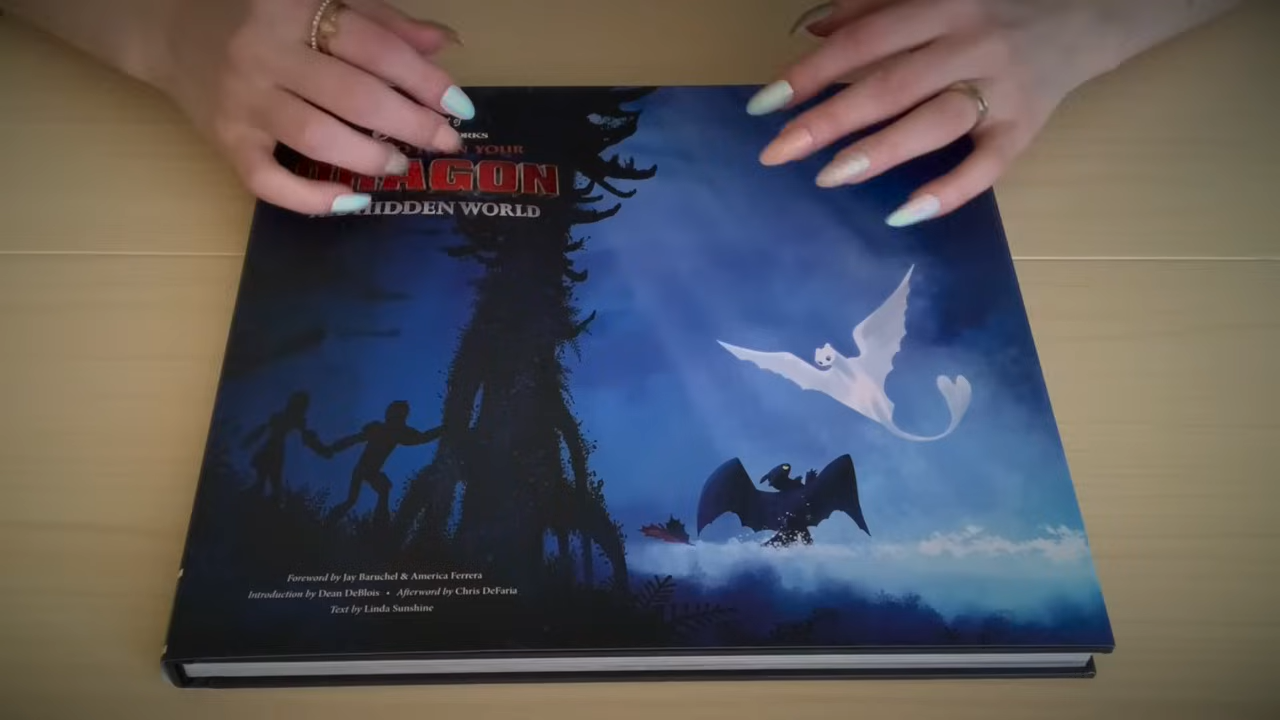 YOUR
DRAGON
HIDDEN WORLD
Foreword by Jay Baruchel & America Ferrera
Introduction by Dean DeBlois • Afterword by Chris DeFaria
Text by Linda Sunshine